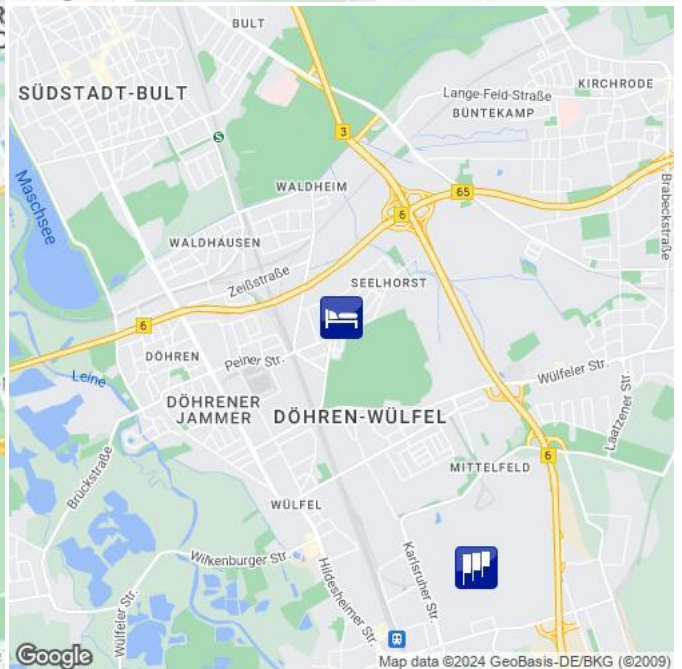 BULT
SÜDSTADT-BULT
KIRCHRODE
Lange-Feld-Straße
BÜNTEKAMP
S
3
Maschsee
WALDHEIM
65
6
Brabeckstraße
WALDHAUSEN
Zeißstraße
SEELHORST
6
DÖHREN
Peiner Str.
Leine
Wülfeler Str.
DÖHRENER
JAMMER
DÖHREN-WÜLFEL
Laatzener Str.
6
MITTELFELD
Brückstraße
WÜLFEL
Wilkenburger Str.
Karlsruher Str.
Hildesheimer Str.
Wülfeler Str.
Google
Map data ©2024 GeoBasis-DE/BKG (©2009)